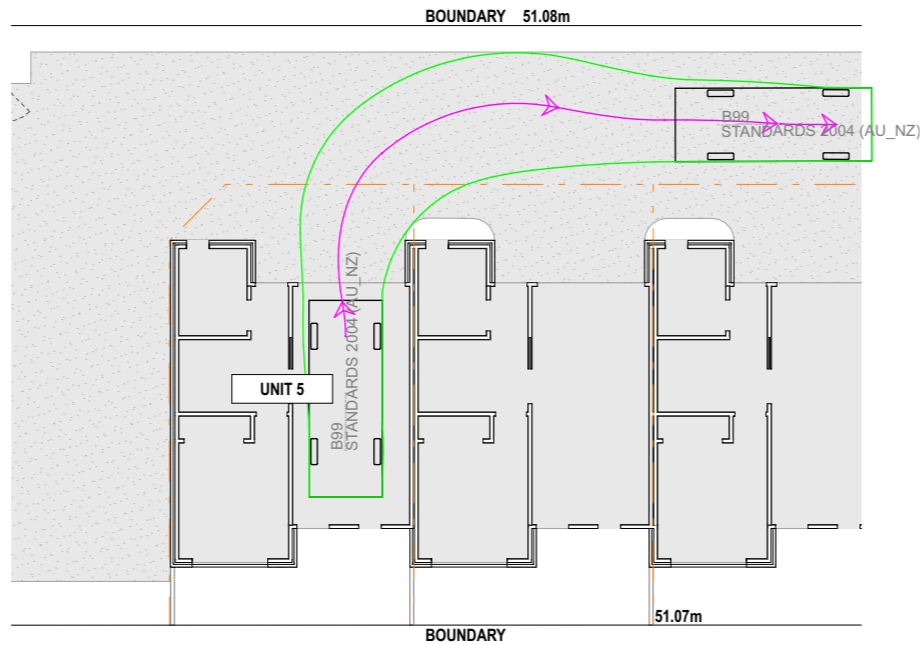 BOUNDARY 51.08m
B99
STANDARDS 2004 (AU_NZ)
B99
STANDARDS 2004 (AU_NZ)
UNIT 5
51.07m
BOUNDARY